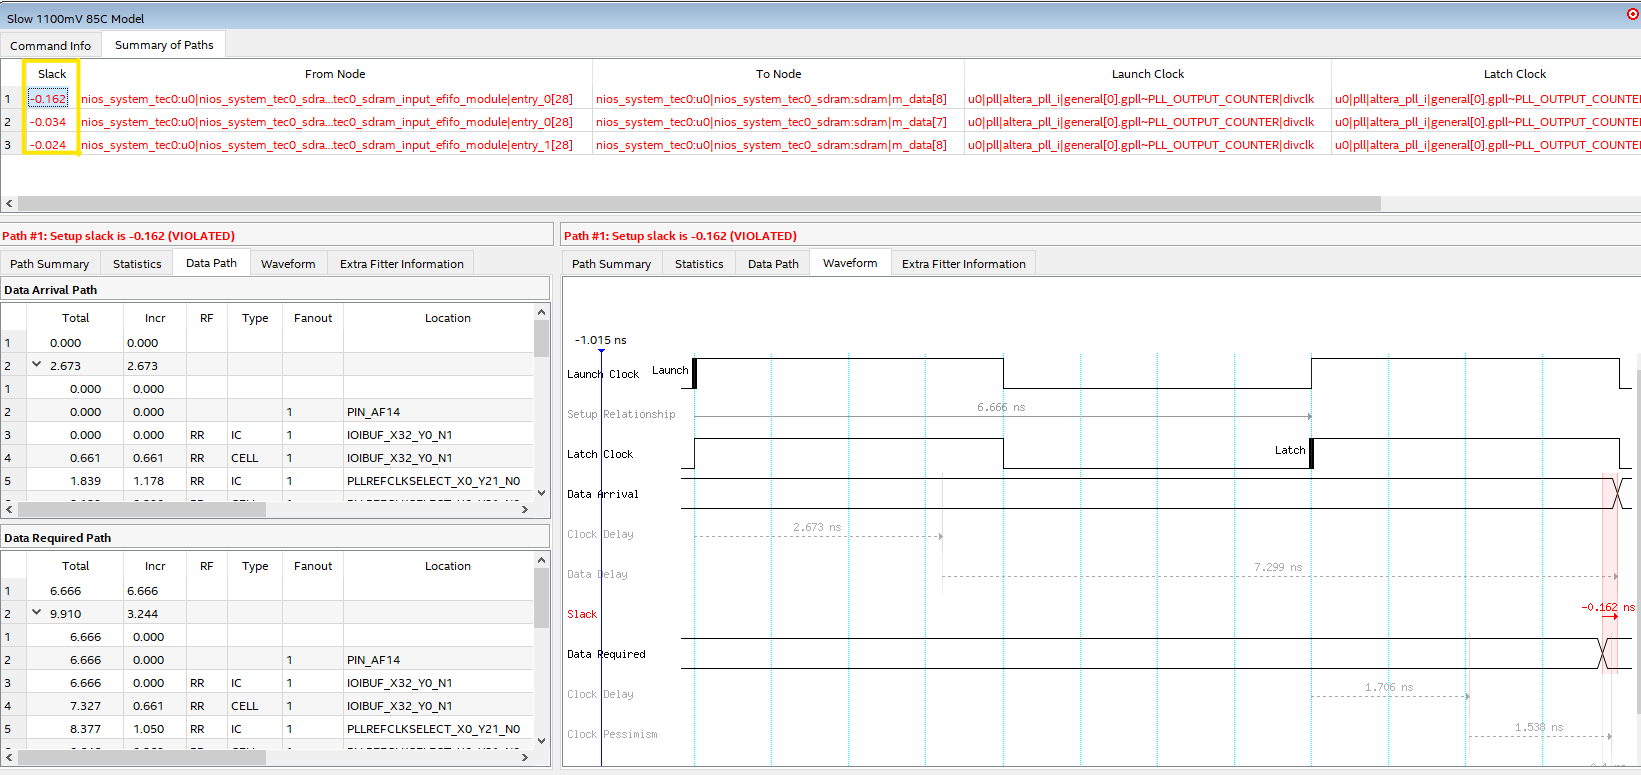 Slow 1100mV 85C Model
Command Info Summary of Paths
Slack From Node To Node Launch Clock Latch Clock
1 -0.162 nios_system_tec0:u0|nios_system_tec0_sdra...tec0_sdram_input_efifo_module|entry_0[28] nios_system_tec0:u0|nios_system_tec0_sdram:sdram|m_data[8] u0|pll|altera_pll_i|general[0].gpll~PLL_OUTPUT_COUNTER|divclk u0|pll|altera_pll_i|general[0].gpll~PLL_OUTPUT_COUNTER
2 -0.034 nios_system_tec0:u0|nios_system_tec0_sdra...tec0_sdram_input_efifo_module|entry_0[28] nios_system_tec0:u0|nios_system_tec0_sdram:sdram|m_data[7] u0|pll|altera_pll_i|general[0].gpll~PLL_OUTPUT_COUNTER|divclk u0|pll|altera_pll_i|general[0].gpll~PLL_OUTPUT_COUNTER
3 -0.024 nios_system_tec0:u0|nios_system_tec0_sdra...tec0_sdram_input_efifo_module|entry_1[28] nios_system_tec0:u0|nios_system_tec0_sdram:sdram|m_data[8] u0|pll|altera_pll_i|general[0].gpll~PLL_OUTPUT_COUNTER|divclk u0|pll|altera_pll_i|general[0].gpll~PLL_OUTPUT_COUNTER
Path #1: Setup slack is -0.162 (VIOLATED)
Path Summary Statistics Data Path Waveform Extra Fitter Information
Data Arrival Path
Total Incr RF Type Fanout Location
1 0.000 0.000
2 2.673 2.673
1 0.000 0.000
2 0.000 0.000 1 PIN_AF14
3 0.000 0.000 RR IC 1 IOIBUF_X32_Y0_N1
4 0.661 0.661 RR CELL 1 IOIBUF_X32_Y0_N1
5 1.839 1.178 RR IC 1 PLLREFCLKSELECT_X0_Y21_N0
Data Required Path
Total Incr RF Type Fanout Location
1 6.666 6.666
2 9.910 3.244
1 6.666 0.000
2 6.666 0.000 1 PIN_AF14
3 6.666 0.000 RR IC 1 IOIBUF_X32_Y0_N1
4 7.327 0.661 RR CELL 1 IOIBUF_X32_Y0_N1
5 8.377 1.050 RR IC 1 PLLREFCLKSELECT_X0_Y21_N0
Path #1: Setup slack is -0.162 (VIOLATED)
Path Summary Statistics Data Path Waveform Extra Fitter Information
-1.015 ns
Launch Clock Launch
Setup Relationship 6.666 ns
Latch Clock Latch
Data Arrival
Clock Delay 2.673 ns
Data Delay 7.299 ns
Slack -0.162 ns
Data Required
Clock Delay 1.706 ns
Clock Pessimism 1.538 ns